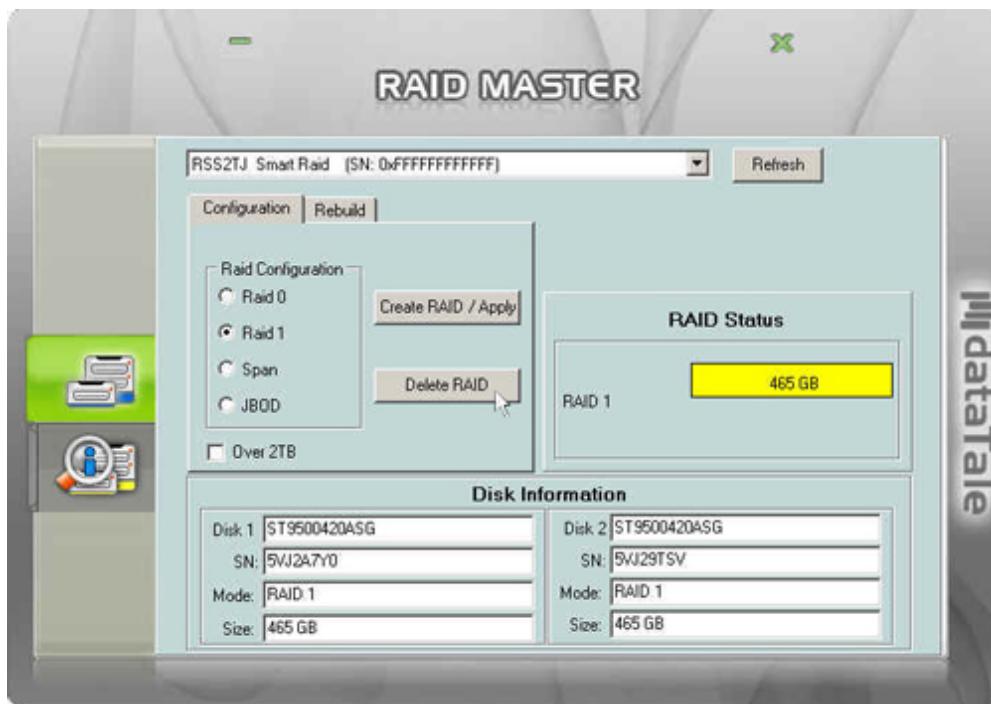 RAID MASTER
RSS2TJ Smart Raid (SN: 0xFFFFFFFFFFFF)
Refresh
Configuration
Rebuild
Raid Configuration
Raid 0
Raid 1
Span
JBOD
Create RAID / Apply
Delete RAID
Over 2TB
RAID Status
RAID 1
465 GB
dataTale
Disk Information
Disk 1 ST9500420ASG
SN: 5VJ2A7Y0
Mode: RAID 1
Size: 465 GB
Disk 2 ST9500420ASG
SN: 5VJ29TSV
Mode: RAID 1
Size: 465 GB